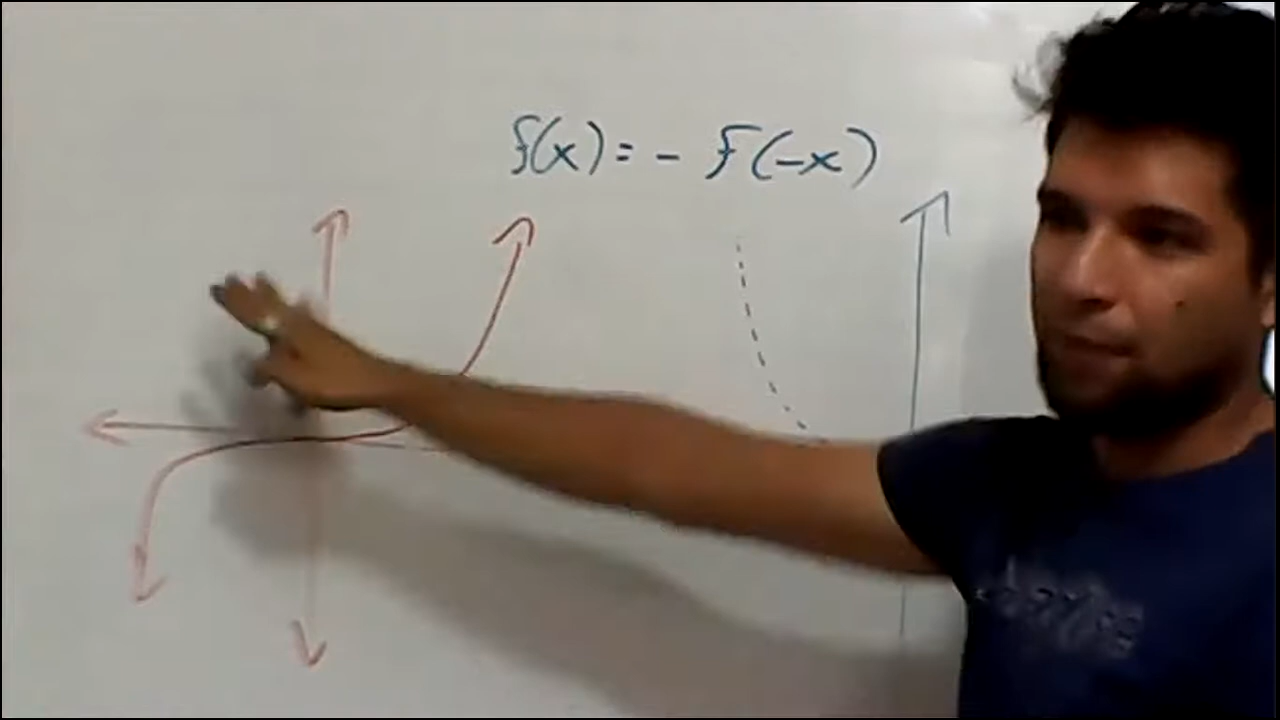 f(x) = - f(-x)